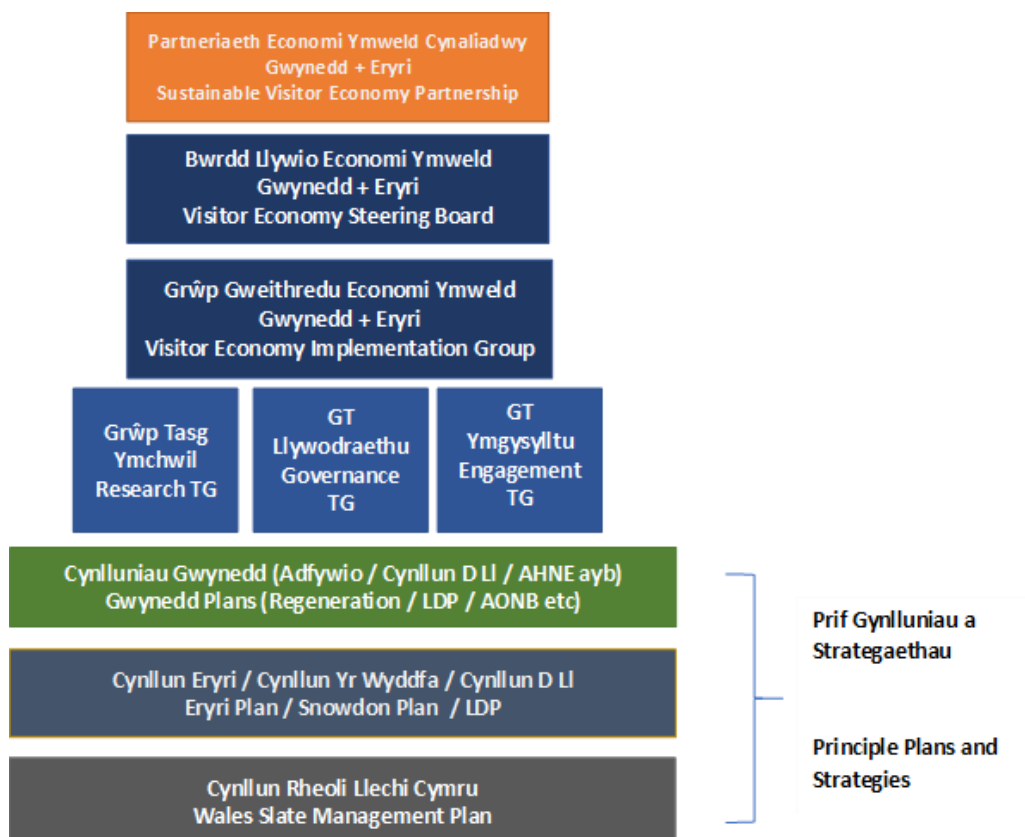 Partneriaeth Economi Ymweld Cynaliadwy
Gwynedd + Eryri
Sustainable Visitor Economy Partnership
Bwrdd Llywio Economi Ymweld
Gwynedd + Eryri
Visitor Economy Steering Board
Grŵp Gweithredu Economi Ymweld
Gwynedd + Eryri
Visitor Economy Implementation Group
Grŵp Tasg
Ymchwil
Research TG
GT
Llywodraethu
Governance
TG
GT
Ymgysylltu
Engagement
TG
Cynlluniau Gwynedd (Adfywio / Cynllun D Ll / AHNE ayb)
Gwynedd Plans (Regeneration / LDP / AONB etc)
Cynllun Eryri / Cynllun Yr Wyddfa / Cynllun D Ll
Eryri Plan / Snowdon Plan / LDP
Cynllun Rheoli Llechi Cymru
Wales Slate Management Plan
Prif Gynlluniau a
Strategaethau
Principle Plans and
Strategies